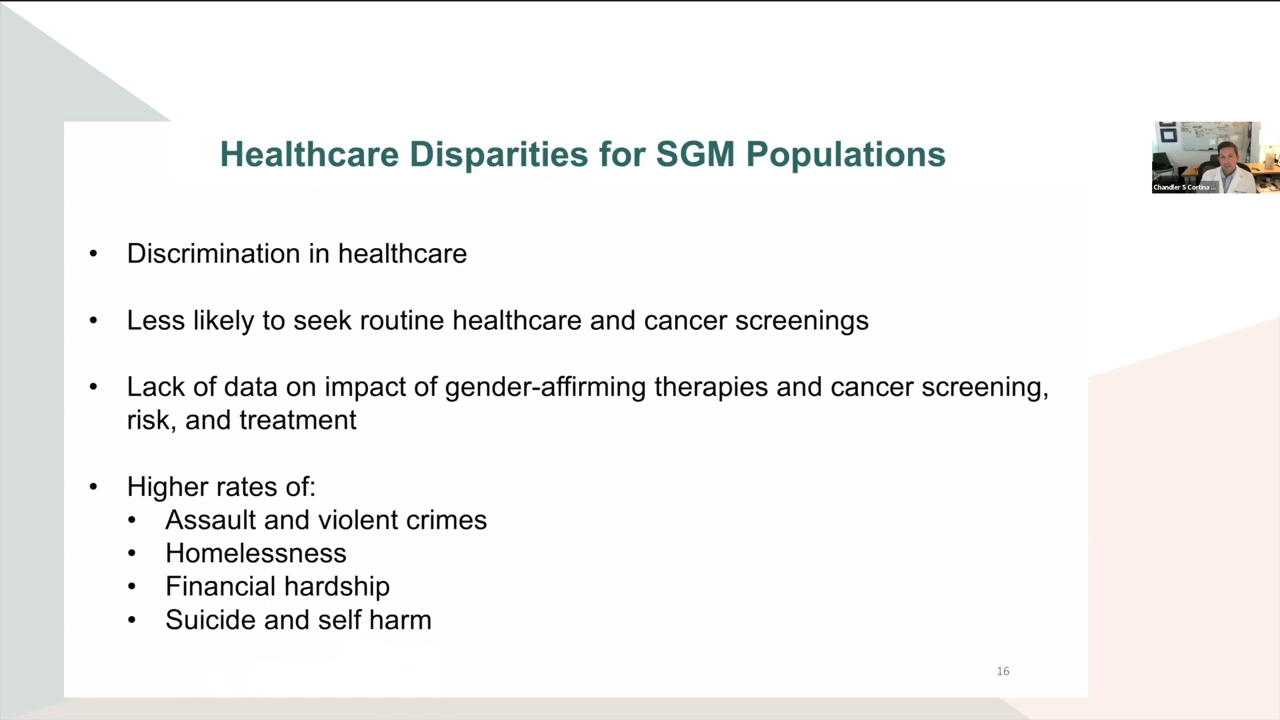 Healthcare Disparities for SGM Populations
Chandler S Cortina ...
• Discrimination in healthcare
• Less likely to seek routine healthcare and cancer screenings
• Lack of data on impact of gender-affirming therapies and cancer screening,
risk, and treatment
• Higher rates of:
• Assault and violent crimes
• Homelessness
• Financial hardship
• Suicide and self harm
16